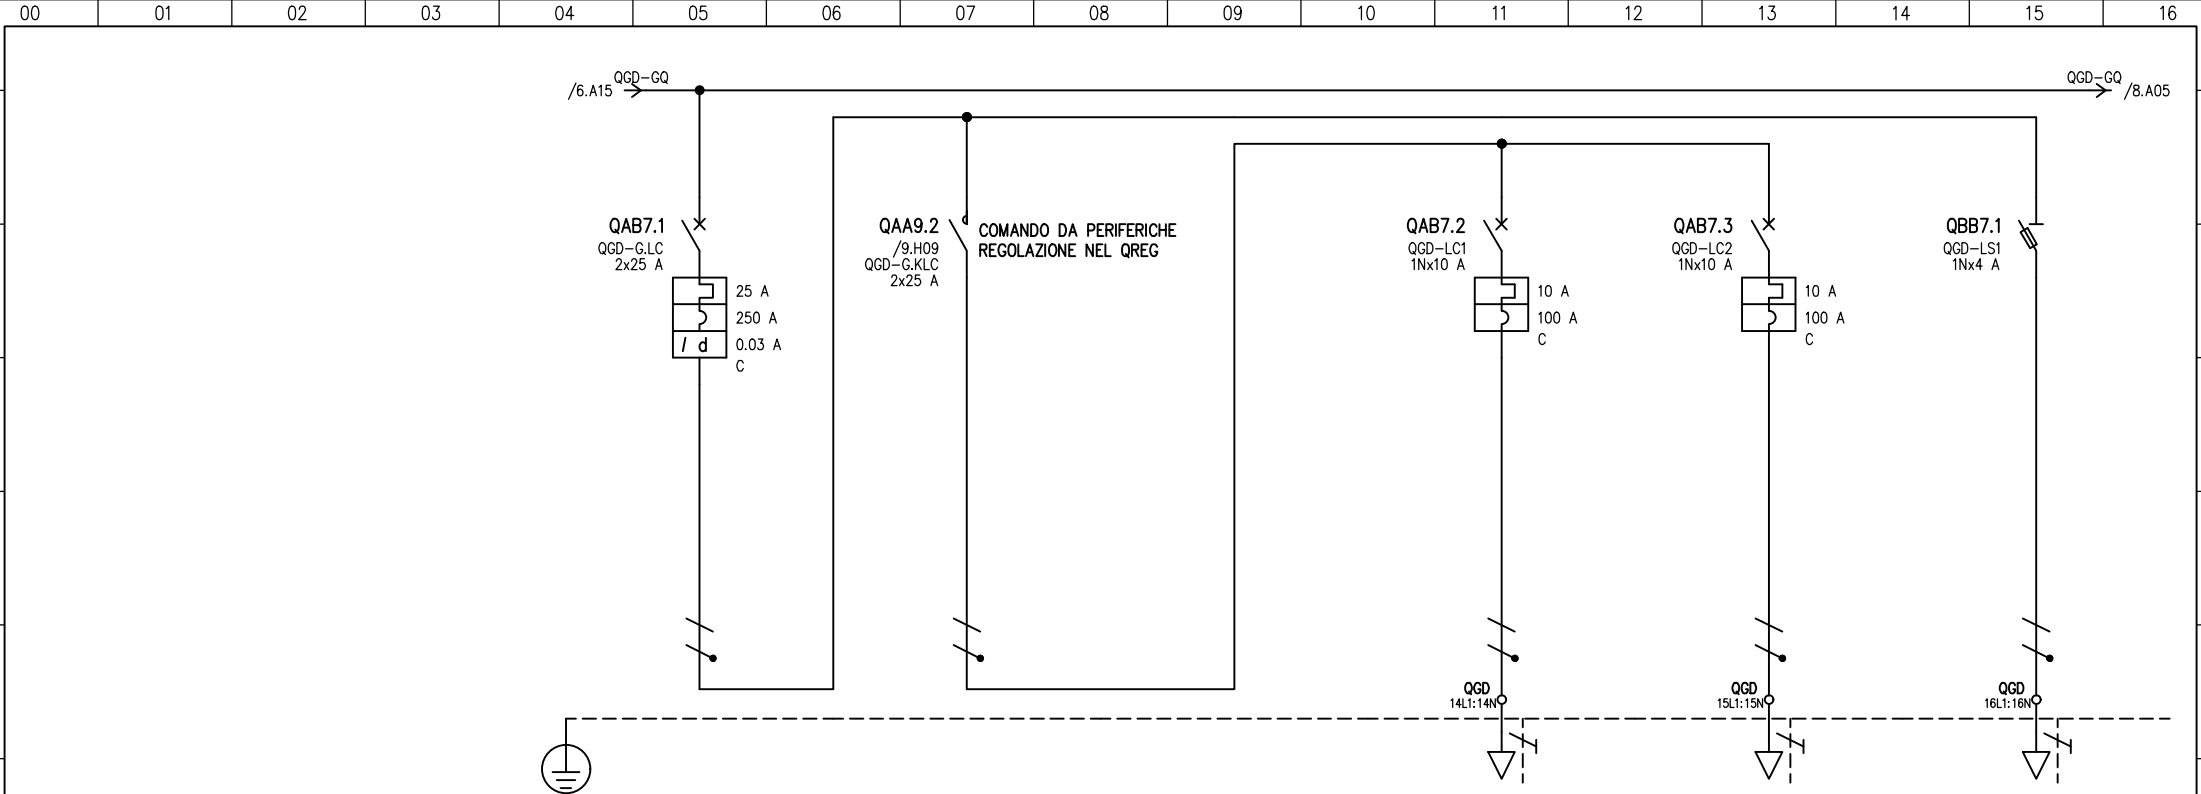 00 01 02 03 04 05 06 07 08 09 10 11 12 13 14 15 16
QGD-GQ
/6.A15
QGD-GQ
/8.A05
QAB7.1
QGD-G.LC
2x25 A
25 A
250 A
I d 0.03 A
C
QAA9.2
/9.H09
QGD-G.KLC
2x25 A
COMANDO DA PERIFERICHE
REGOLAZIONE NEL QREG
QAB7.2
QGD-LC1
1Nx10 A
10 A
100 A
C
QAB7.3
QGD-LC2
1Nx10 A
10 A
100 A
C
QBB7.1
QGD-LS1
1Nx4 A
QGD
14L1:14N
QGD
15L1:15N
QGD
16L1:16N